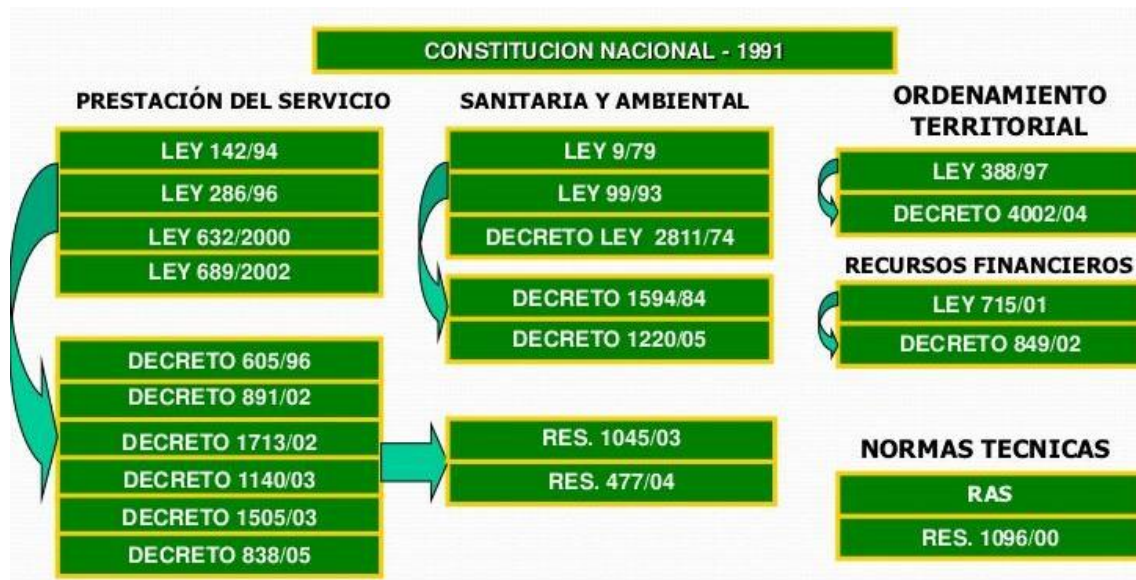 CONSTITUCION NACIONAL - 1991
PRESTACIÓN DEL SERVICIO
LEY 142/94
LEY 286/96
LEY 632/2000
LEY 689/2002
DECRETO 605/96
DECRETO 891/02
DECRETO 1713/02
DECRETO 1140/03
DECRETO 1505/03
DECRETO 838/05
SANITARIA Y AMBIENTAL
LEY 9/79
LEY 99/93
DECRETO LEY 2811/74
DECRETO 1594/84
DECRETO 1220/05
RES. 1045/03
RES. 477/04
ORDENAMIENTO
TERRITORIAL
LEY 388/97
DECRETO 4002/04
RECURSOS FINANCIEROS
LEY 715/01
DECRETO 849/02
NORMAS TECNICAS
RAS
RES. 1096/00